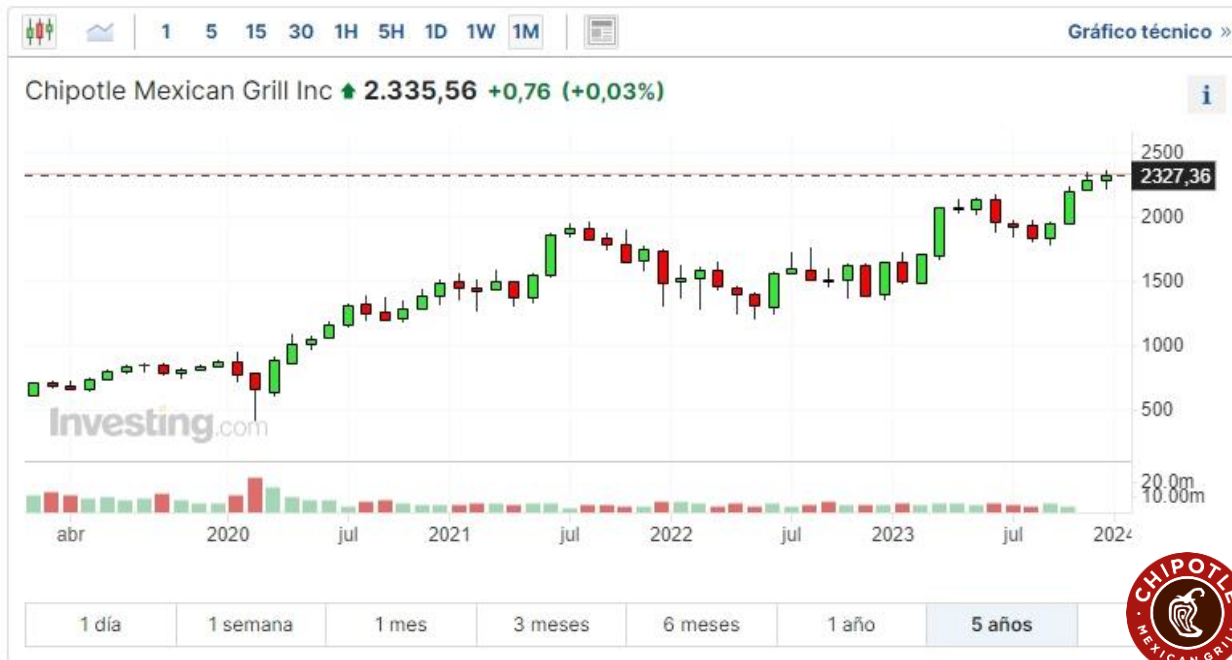 1 5 15 30 1H 5H 1D 1W 1M Gráfico técnico »
Chipotle Mexican Grill Inc 2.335,56 +0,76 (+0,03%) i
2500
2327,36
2000
1500
1000
500
Investing.com
20.0m
10.00m
abr 2020 jul 2021 jul 2022 jul 2023 jul 2024
1 día 1 semana 1 mes 3 meses 6 meses 1 año 5 años
CHIPOTLE
MEXICAN GRILL